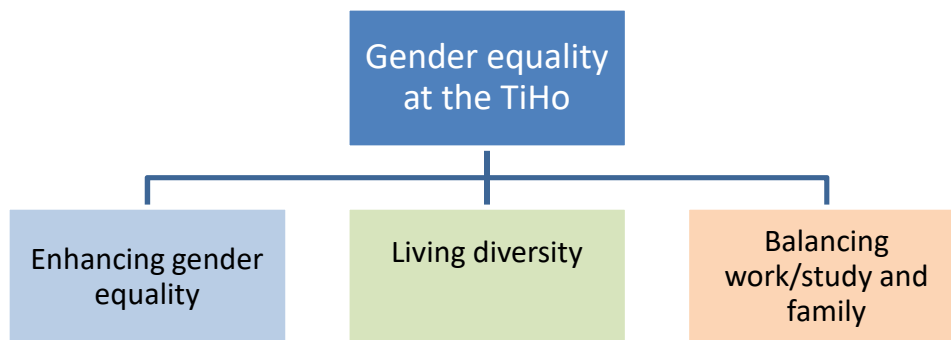 Gender equality
at the TiHo
Enhancing gender
equality
Living diversity
Balancing
work/study and
family